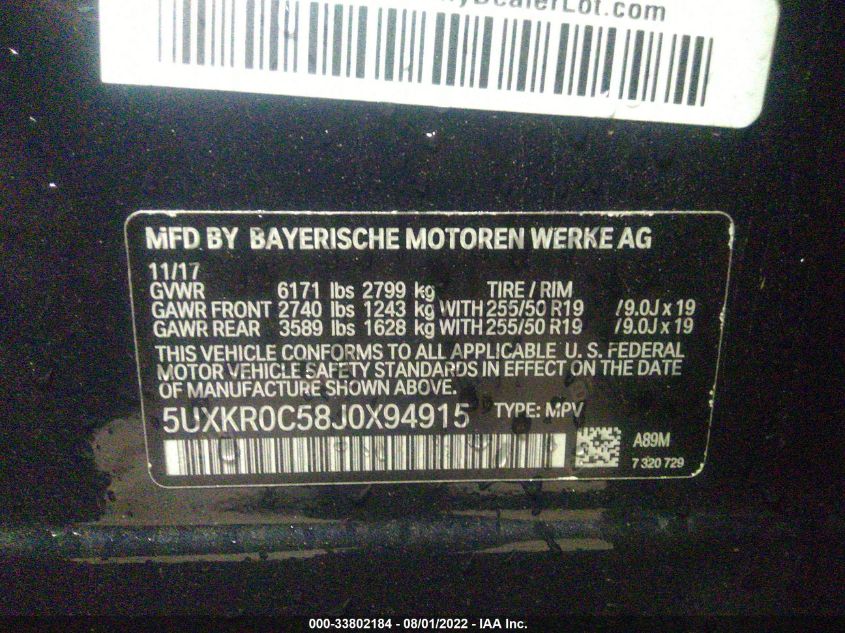 DealerLot.com
MFD BY BAYERISCHE MOTOREN WERKE AG
11/17
GVWR 6171 lbs 2799 kg TIRE / RIM
GAWR FRONT 2740 lbs 1243 kg WITH 255/50 R19 /9.0J x 19
GAWR REAR 3589 lbs 1628 kg WITH 255/50 R19 /9.0J x 19
THIS VEHICLE CONFORMS TO ALL APPLICABLE U. S. FEDERAL
MOTOR VEHICLE SAFETY STANDARDS IN EFFECT ON THE DATE
OF MANUFACTURE SHOWN ABOVE.
5UXKR0C58J0X94915 TYPE: MPV
A89M
7 320 729
000-33802184 - 08/01/2022 - IAA Inc.